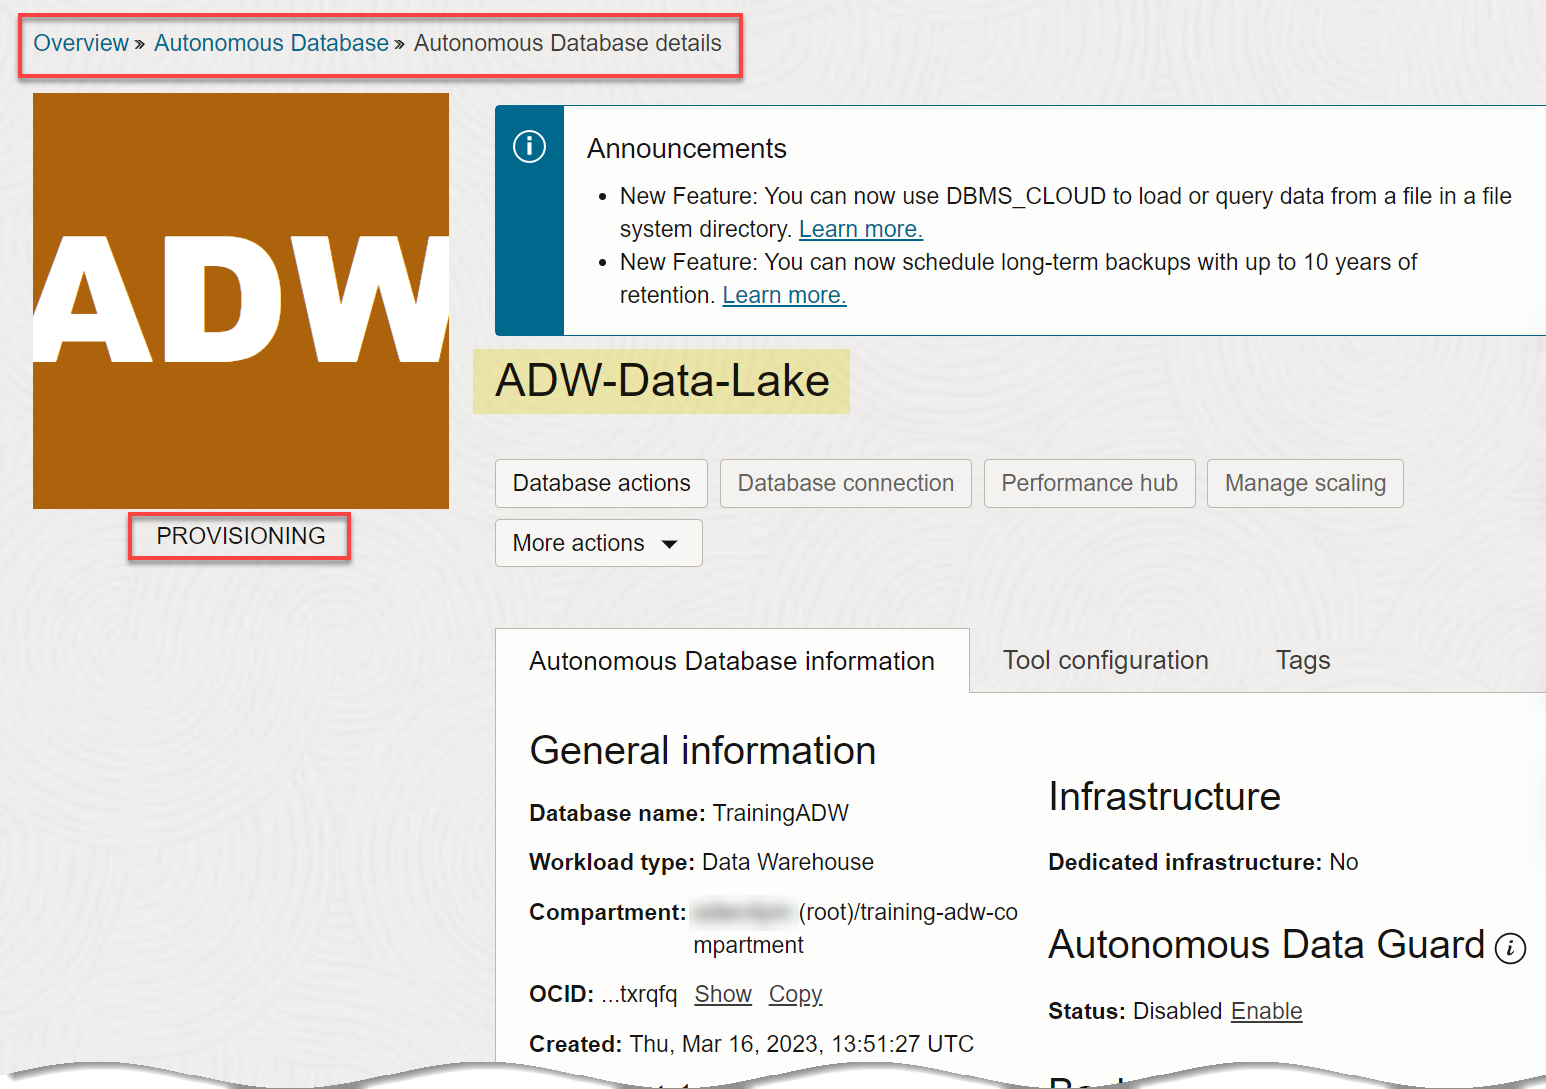 Overview » Autonomous Database » Autonomous Database details
ADW
PROVISIONING
Announcements
• New Feature: You can now use DBMS_CLOUD to load or query data from a file in a file
system directory. Learn more.
• New Feature: You can now schedule long-term backups with up to 10 years of
retention. Learn more.
ADW-Data-Lake
Database actions
Database connection
Performance hub
Manage scaling
More actions
Autonomous Database information
Tool configuration
Tags
General information
Database name: TrainingADW
Workload type: Data Warehouse
Compartment: (root)/training-adw-co
mpartment
OCID: ...txrqfq Show Copy
Created: Thu, Mar 16, 2023, 13:51:27 UTC
Infrastructure
Dedicated infrastructure: No
Autonomous Data Guard
Status: Disabled Enable